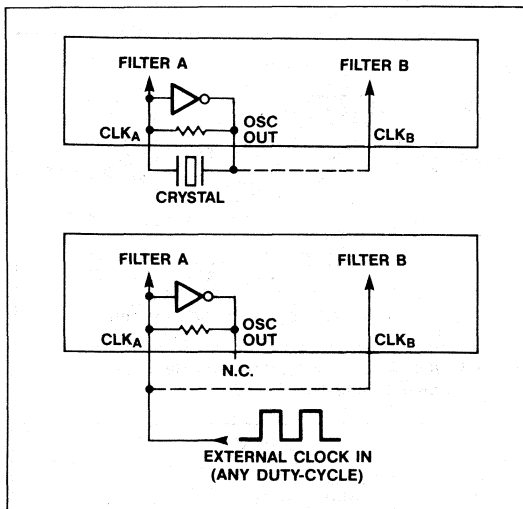 FILTER A FILTER B
OSC
CLKA OUT CLKB
CRYSTAL
FILTER A FILTER B
OSC
CLKA OUT CLKB
N.C.
EXTERNAL CLOCK IN
(ANY DUTY-CYCLE)